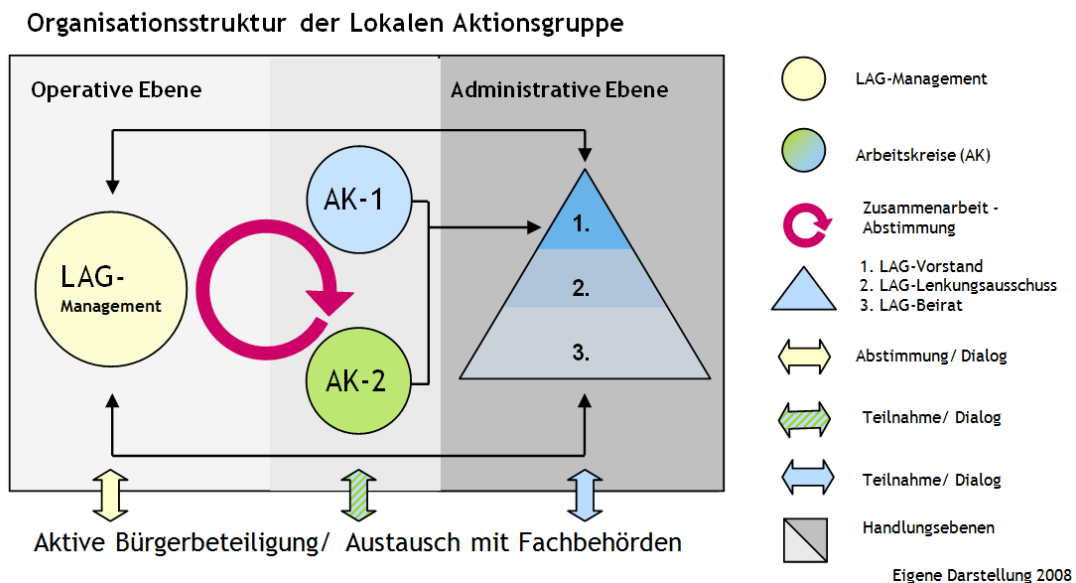 Organisationsstruktur der Lokalen Aktionsgruppe
Operative Ebene
Administrative Ebene
LAG-
Management
AK-1
AK-2
1.
2.
3.
Aktive Bürgerbeteiligung/ Austausch mit Fachbehörden
LAG-Management
Arbeitskreise (AK)
Zusammenarbeit -
Abstimmung
1. LAG-Vorstand
2. LAG-Lenkungsausschuss
3. LAG-Beirat
Abstimmung/ Dialog
Teilnahme/ Dialog
Teilnahme/ Dialog
Handlungsebenen
Eigene Darstellung 2008